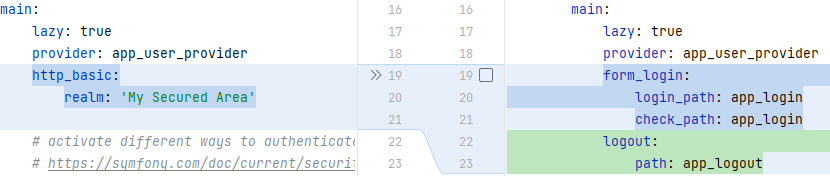 main:
    lazy: true
    provider: app_user_provider
    http_basic:
        realm: 'My Secured Area'

    # activate different ways to authenticate
    # https://symfony.com/doc/current/securit
16 16
17 17
18 18
19 19
20 20
21 21
22 22
23 23
main:
    lazy: true
    provider: app_user_provider
    form_login:
        login_path: app_login
        check_path: app_login
    logout:
        path: app_logout